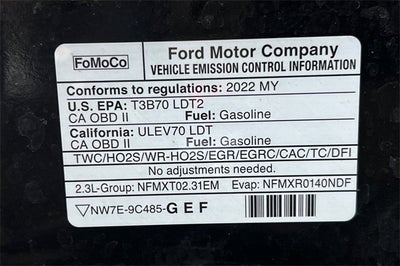 FoMoCo
Ford Motor Company
VEHICLE EMISSION CONTROL INFORMATION
Conforms to regulations: 2022 MY
U.S. EPA: T3B70 LDT2
CA OBD II Fuel: Gasoline
California: ULEV70 LDT
CA OBD II Fuel: Gasoline
TWC/HO2S/WR-HO2S/EGR/EGRC/CAC/TC/DFI
No adjustments needed.
2.3L-Group: NFMXT02.31EM Evap: NFMXR0140NDF
NW7E-9C485-GEF